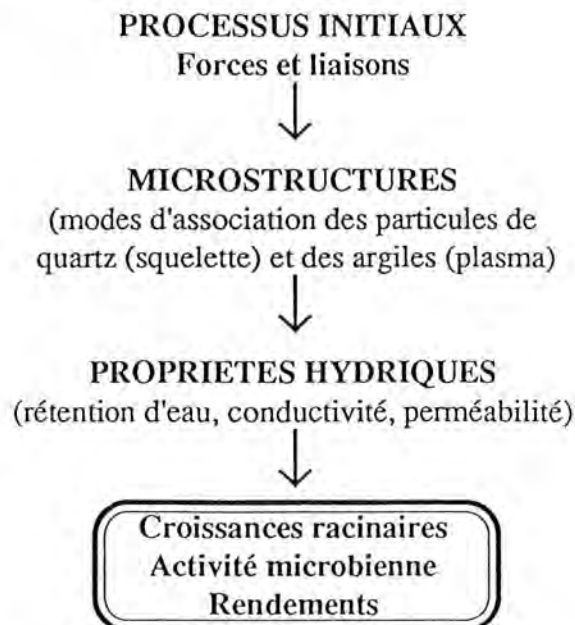 PROCESSUS INITIAUX
Forces et liaisons
MICROSTRUCTURES
(modes d'association des particules de
quartz (squelette) et des argiles (plasma)
PROPRIETES HYDRIQUES
(rétention d'eau, conductivité, perméabilité)
Croissances racinaires
Activité microbienne
Rendements